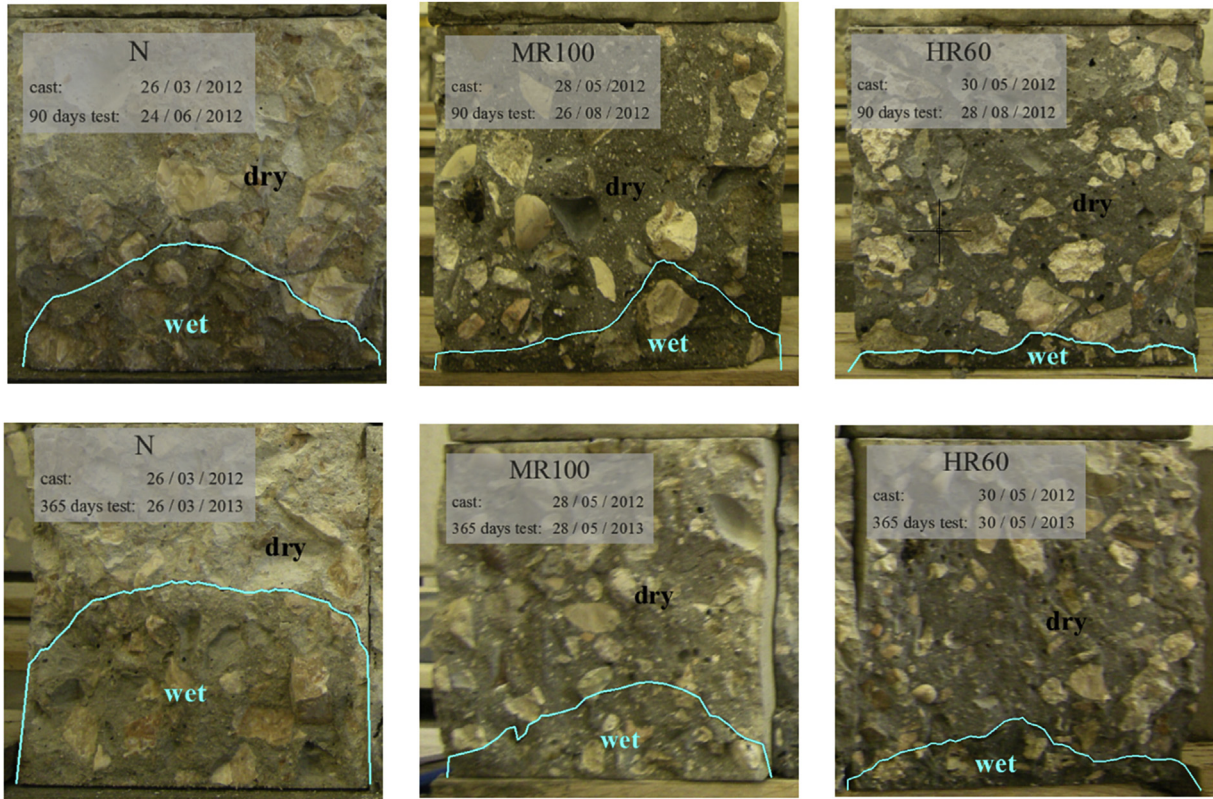 N
cast: 26 / 03 / 2012
90 days test: 24 / 06 / 2012
dry
wet
MR100
cast: 28 / 05 /2012
90 days test: 26 / 08 / 2012
dry
wet
HR60
cast: 30 / 05 / 2012
90 days test: 28 / 08 / 2012
dry
wet
N
cast: 26 / 03 / 2012
365 days test: 26 / 03 / 2013
dry
wet
MR100
cast: 28 / 05 / 2012
365 days test: 28 / 05 / 2013
dry
wet
HR60
cast: 30 / 05 / 2012
365 days test: 30 / 05 / 2013
dry
wet